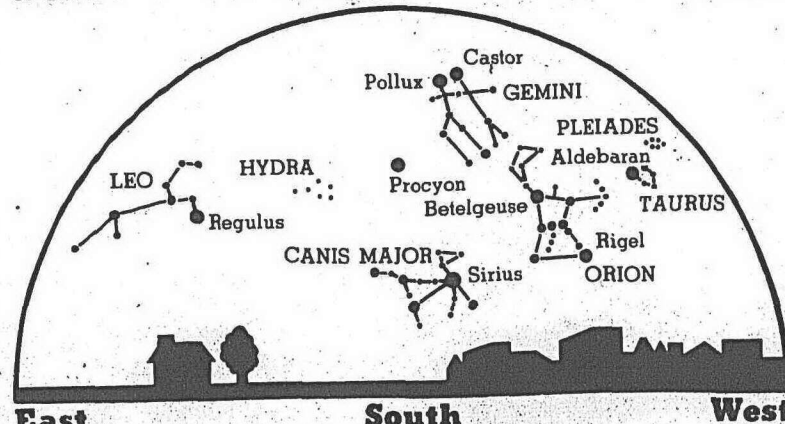 Castor
Pollux
GEMINI
PLEIADES
Aldebaran
HYDRA
LEO
Procyon
TAURUS
Betelgeuse
Regulus
Rigel
CANIS MAJOR
Sirius
ORION
East South West